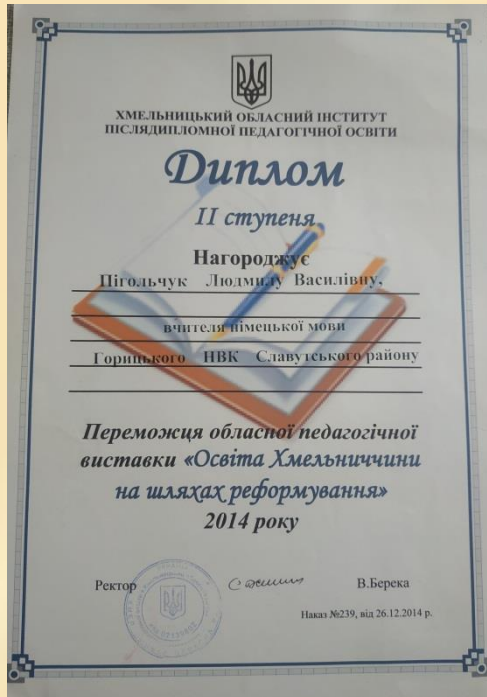 ХМЕЛЬНИЦЬКИЙ ОБЛАСНИЙ ІНСТИТУТ
ПІСЛЯДИПЛОМНОЇ ПЕДАГОГІЧНОЇ ОСВІТИ
Диплом
ІІ ступеня
Нагороджує
Пігольчук Людмилу Василівну,
вчителя німецької мови
Горицького НВК Славутського району
Переможця обласної педагогічної
виставки «Освіта Хмельниччини
на шляхах реформування»
2014 року
Ректор В.Берека
Наказ №239, від 26.12.2014 р.